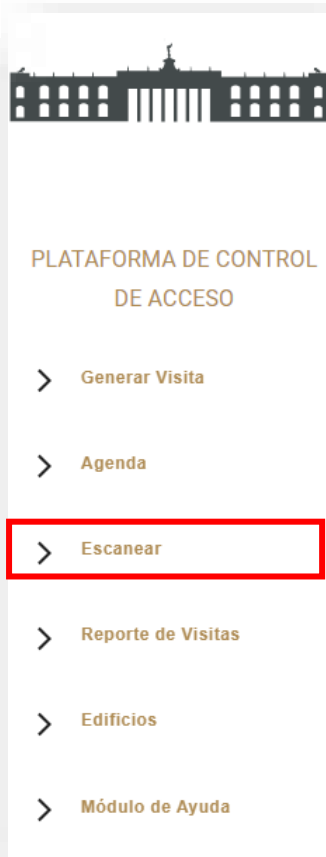 PLATAFORMA DE CONTROL
DE ACCESO
Generar Visita
Agenda
Escanear
Reporte de Visitas
Edificios
Módulo de Ayuda